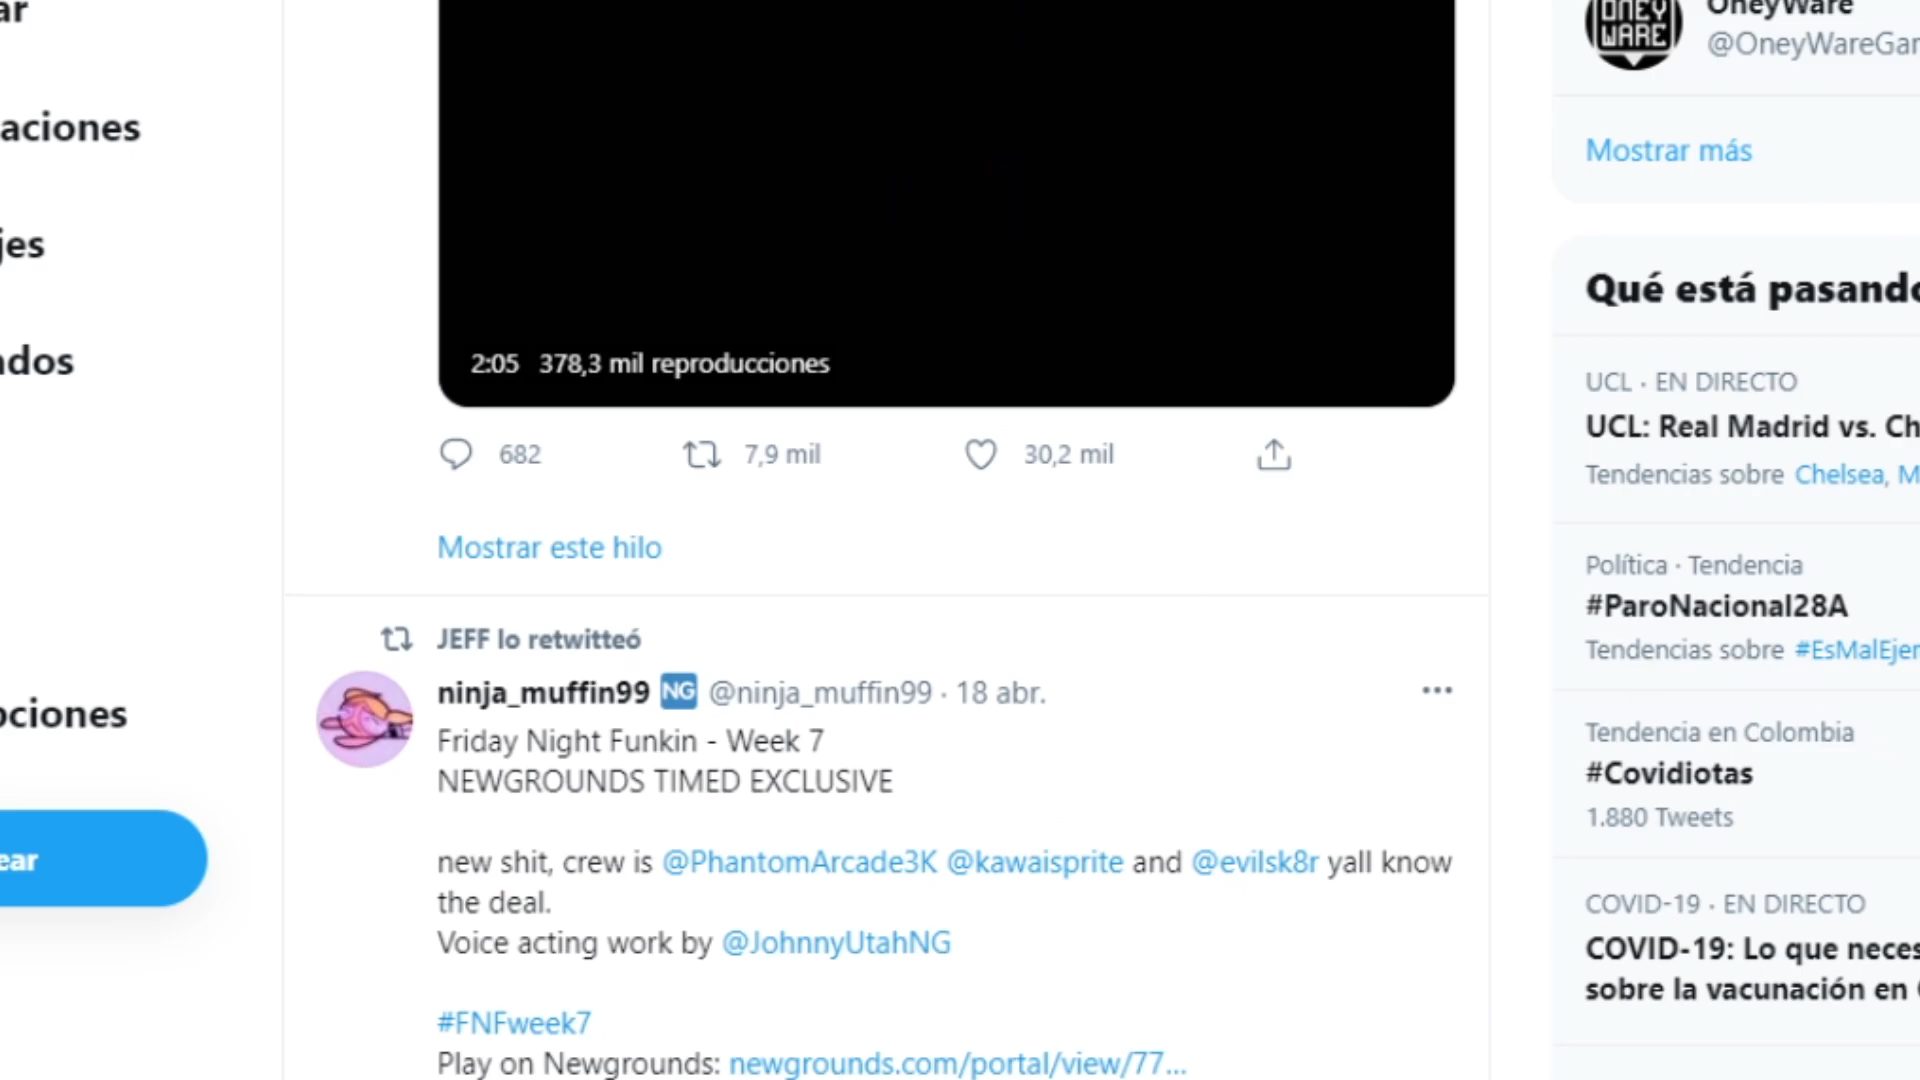 ar
aciones
jes
ados
pciones
ear
2:05 378,3 mil reproducciones
682 7,9 mil 30,2 mil
Mostrar este hilo
JEFF lo retwitteó
ninja_muffin99 NG @ninja_muffin99 · 18 abr.
Friday Night Funkin - Week 7
NEWGROUNDS TIMED EXCLUSIVE
new shit, crew is @PhantomArcade3K @kawaisprite and @evilsk8r yall know
the deal.
Voice acting work by @JohnnyUtahNG
#FNFweek7
Play on Newgrounds: newgrounds.com/portal/view/77...
ONEY
WARE
OneyWare
@OneyWareGar
Mostrar más
Qué está pasando
UCL · EN DIRECTO
UCL: Real Madrid vs. Ch
Tendencias sobre Chelsea, M
Política · Tendencia
#ParoNacional28A
Tendencias sobre #EsMalEjer
Tendencia en Colombia
#Covidiotas
1.880 Tweets
COVID-19 · EN DIRECTO
COVID-19: Lo que neces
sobre la vacunación en